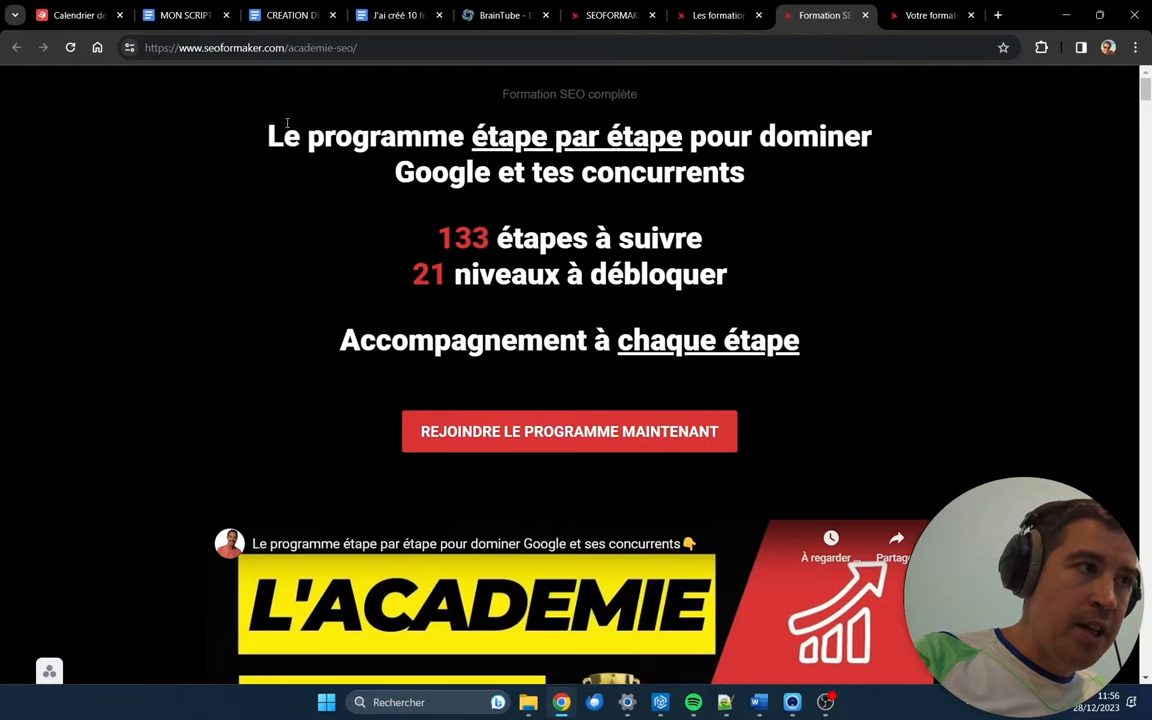 Calendrier de
MON SCRIPT
CREATION D
J'ai créé 10 fo
BrainTube - D
SEOFORMAK
Les formation
Formation SE
Votre format
https://www.seoformaker.com/academie-seo/
Formation SEO complète
Le programme étape par étape pour dominer
Google et tes concurrents
133 étapes à suivre
21 niveaux à débloquer
Accompagnement à chaque étape
REJOINDRE LE PROGRAMME MAINTENANT
Le programme étape par étape pour dominer Google et ses concurrents👇
À regarder ...
Partag
L'ACADEMIE
Rechercher
11:56
28/12/2023